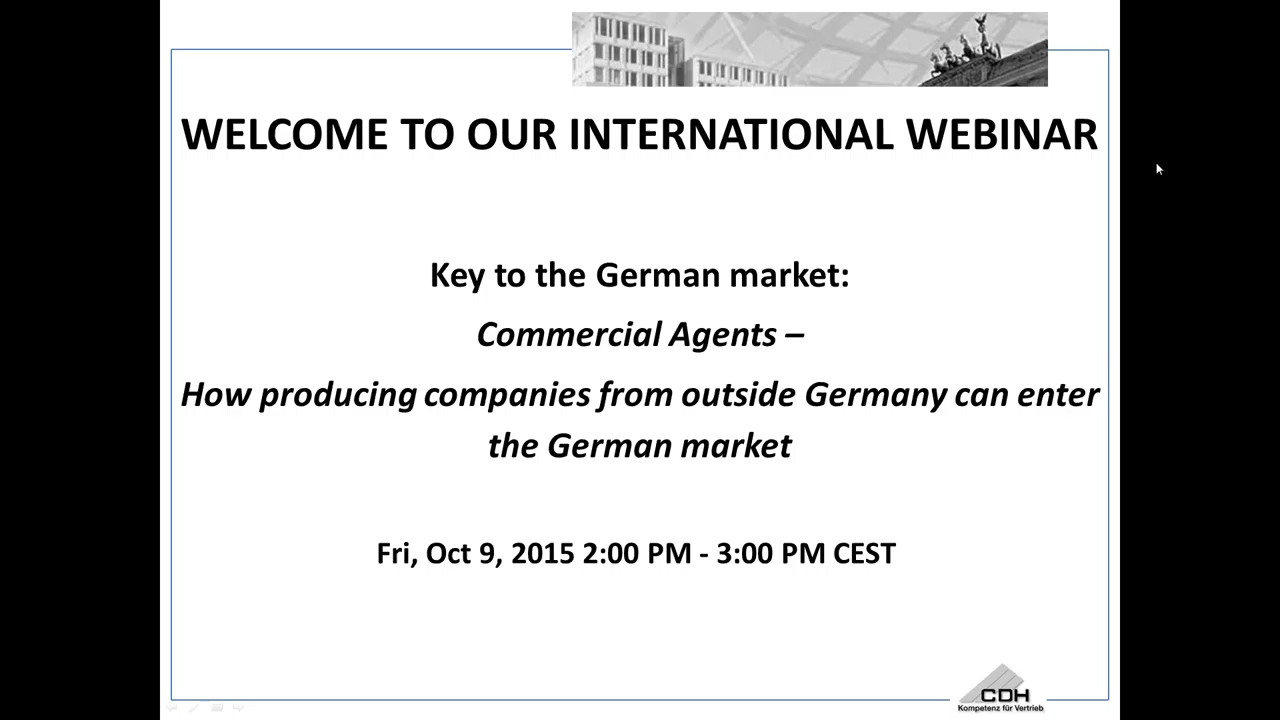 WELCOME TO OUR INTERNATIONAL WEBINAR
Key to the German market:
Commercial Agents –
How producing companies from outside Germany can enter
the German market
Fri, Oct 9, 2015 2:00 PM - 3:00 PM CEST
CDH
Kompetenz für Vertrieb